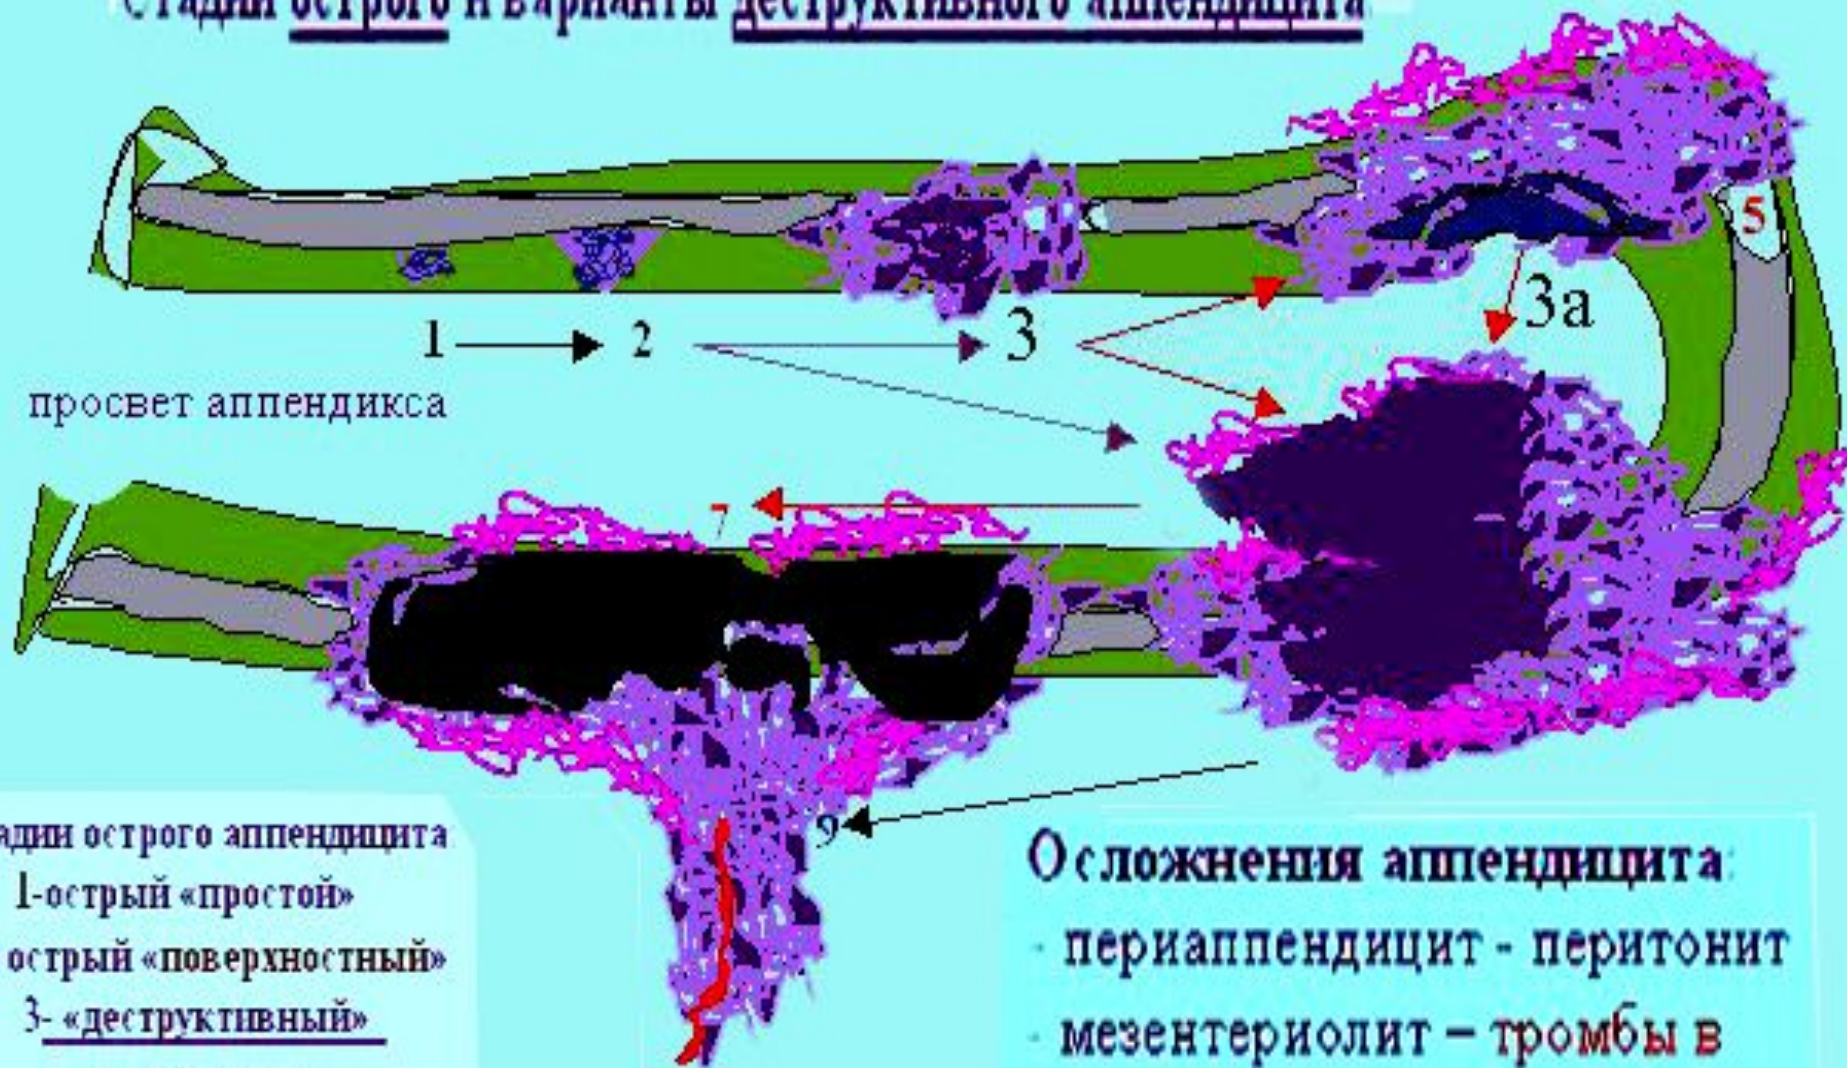 Стадии острого и варианты деструктивного аппендицита
5
3а
1
2
3
просвет аппендикса
7
9
адии острого аппендицита
1-острый «простой»
острый «поверхностный»
3- «деструктивный»
Осложнения аппендицита:
- периаппендицит - перитонит
- мезентериолит – тромбы в